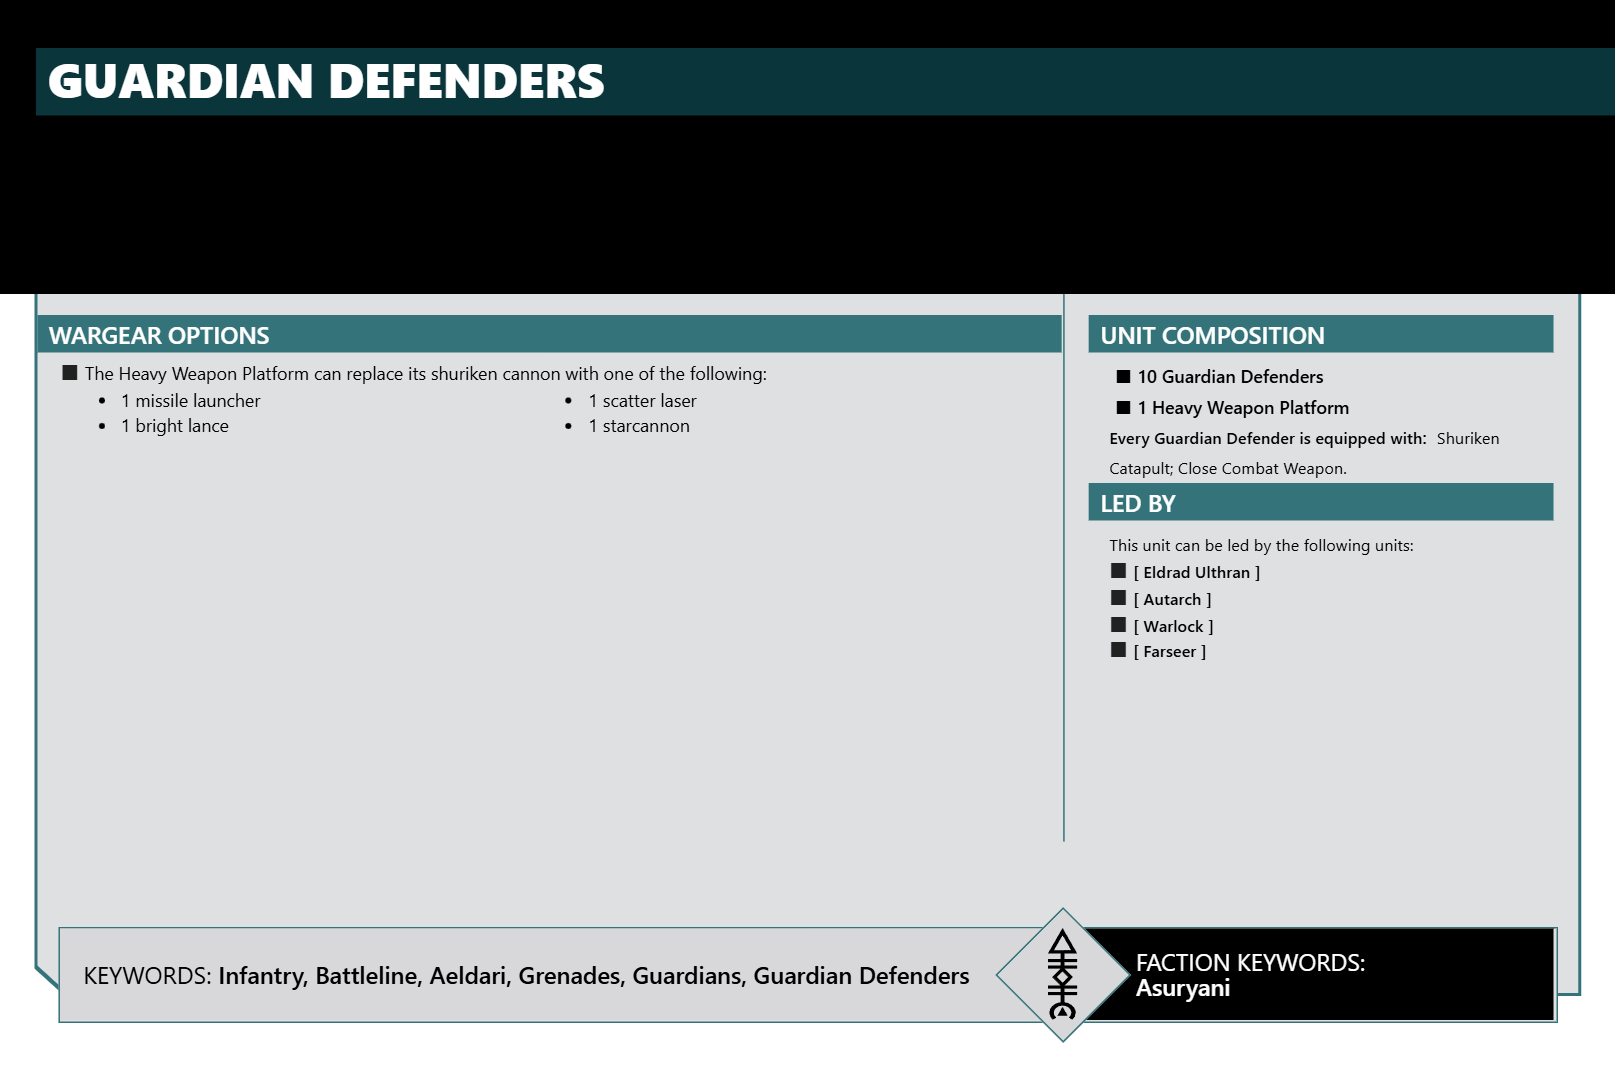 GUARDIAN DEFENDERS
WARGEAR OPTIONS
■ The Heavy Weapon Platform can replace its shuriken cannon with one of the following:
• 1 missile launcher
• 1 bright lance
• 1 scatter laser
• 1 starcannon
UNIT COMPOSITION
■ 10 Guardian Defenders
■ 1 Heavy Weapon Platform
Every Guardian Defender is equipped with: Shuriken
Catapult; Close Combat Weapon.
LED BY
This unit can be led by the following units:
■ [ Eldrad Ulthran ]
■ [ Autarch ]
■ [ Warlock ]
■ [ Farseer ]
KEYWORDS: Infantry, Battleline, Aeldari, Grenades, Guardians, Guardian Defenders
FACTION KEYWORDS:
Asuryani